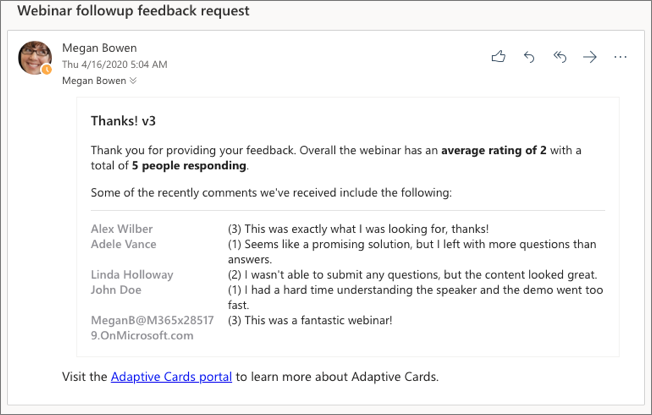 Webinar followup feedback request
Megan Bowen
Thu 4/16/2020 5:04 AM
Megan Bowen
Thanks! v3
Thank you for providing your feedback. Overall the webinar has an average rating of 2 with a
total of 5 people responding.
Some of the recently comments we've received include the following:
Alex Wilber (3) This was exactly what I was looking for, thanks!
Adele Vance (1) Seems like a promising solution, but I left with more questions than
answers.
Linda Holloway (2) I wasn't able to submit any questions, but the content looked great.
John Doe (1) I had a hard time understanding the speaker and the demo went too
fast.
MeganB@M365x28517 (3) This was a fantastic webinar!
9.OnMicrosoft.com
Visit the Adaptive Cards portal to learn more about Adaptive Cards.